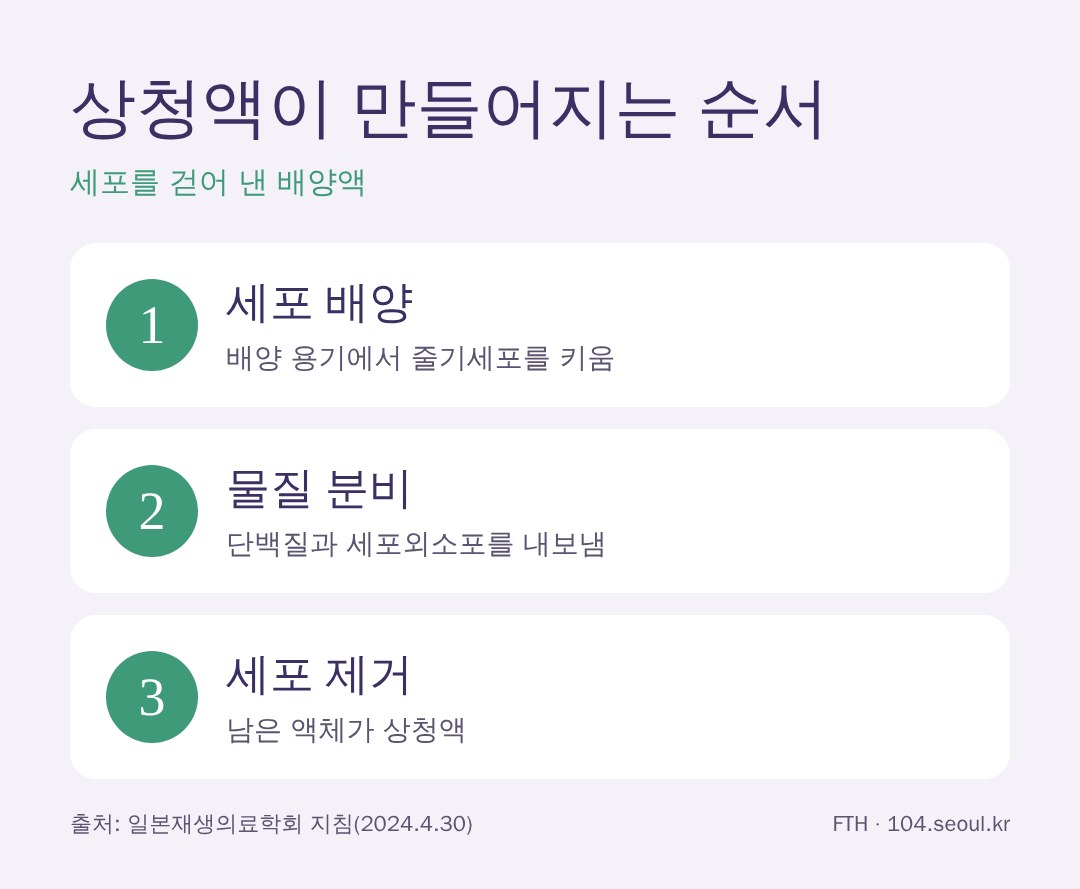 상청액이 만들어지는 순서
세포를 걷어 낸 배양액
1
세포 배양
배양 용기에서 줄기세포를 키움
2
물질 분비
단백질과 세포외소포를 내보냄
3
세포 제거
남은 액체가 상청액
출처: 일본재생의료학회 지침(2024.4.30)
FTH · 104.seoul.kr